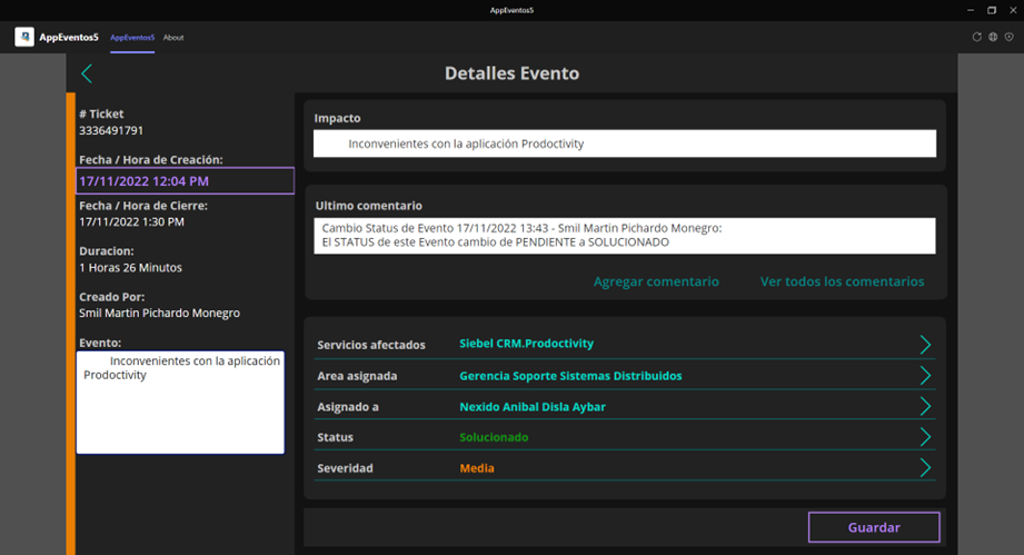 AppEventos5
AppEventos5 AppEventos5 About
Detalles Evento
# Ticket
3336491791
Fecha / Hora de Creación:
17/11/2022 12:04 PM
Fecha / Hora de Cierre:
17/11/2022 1:30 PM
Duracion:
1 Horas 26 Minutos
Creado Por:
Smil Martin Pichardo Monegro
Evento:
Inconvenientes con la aplicación
Productivity
Impacto
Inconvenientes con la aplicación Productivity
Ultimo comentario
Cambio Status de Evento 17/11/2022 13:43 - Smil Martin Pichardo Monegro:
El STATUS de este Evento cambio de PENDIENTE a SOLUCIONADO
Agregar comentario Ver todos los comentarios
Servicios afectados Siebel CRM.Productivity
Area asignada Gerencia Soporte Sistemas Distribuidos
Asignado a Nexido Anibal Disla Aybar
Status Solucionado
Severidad Media
Guardar